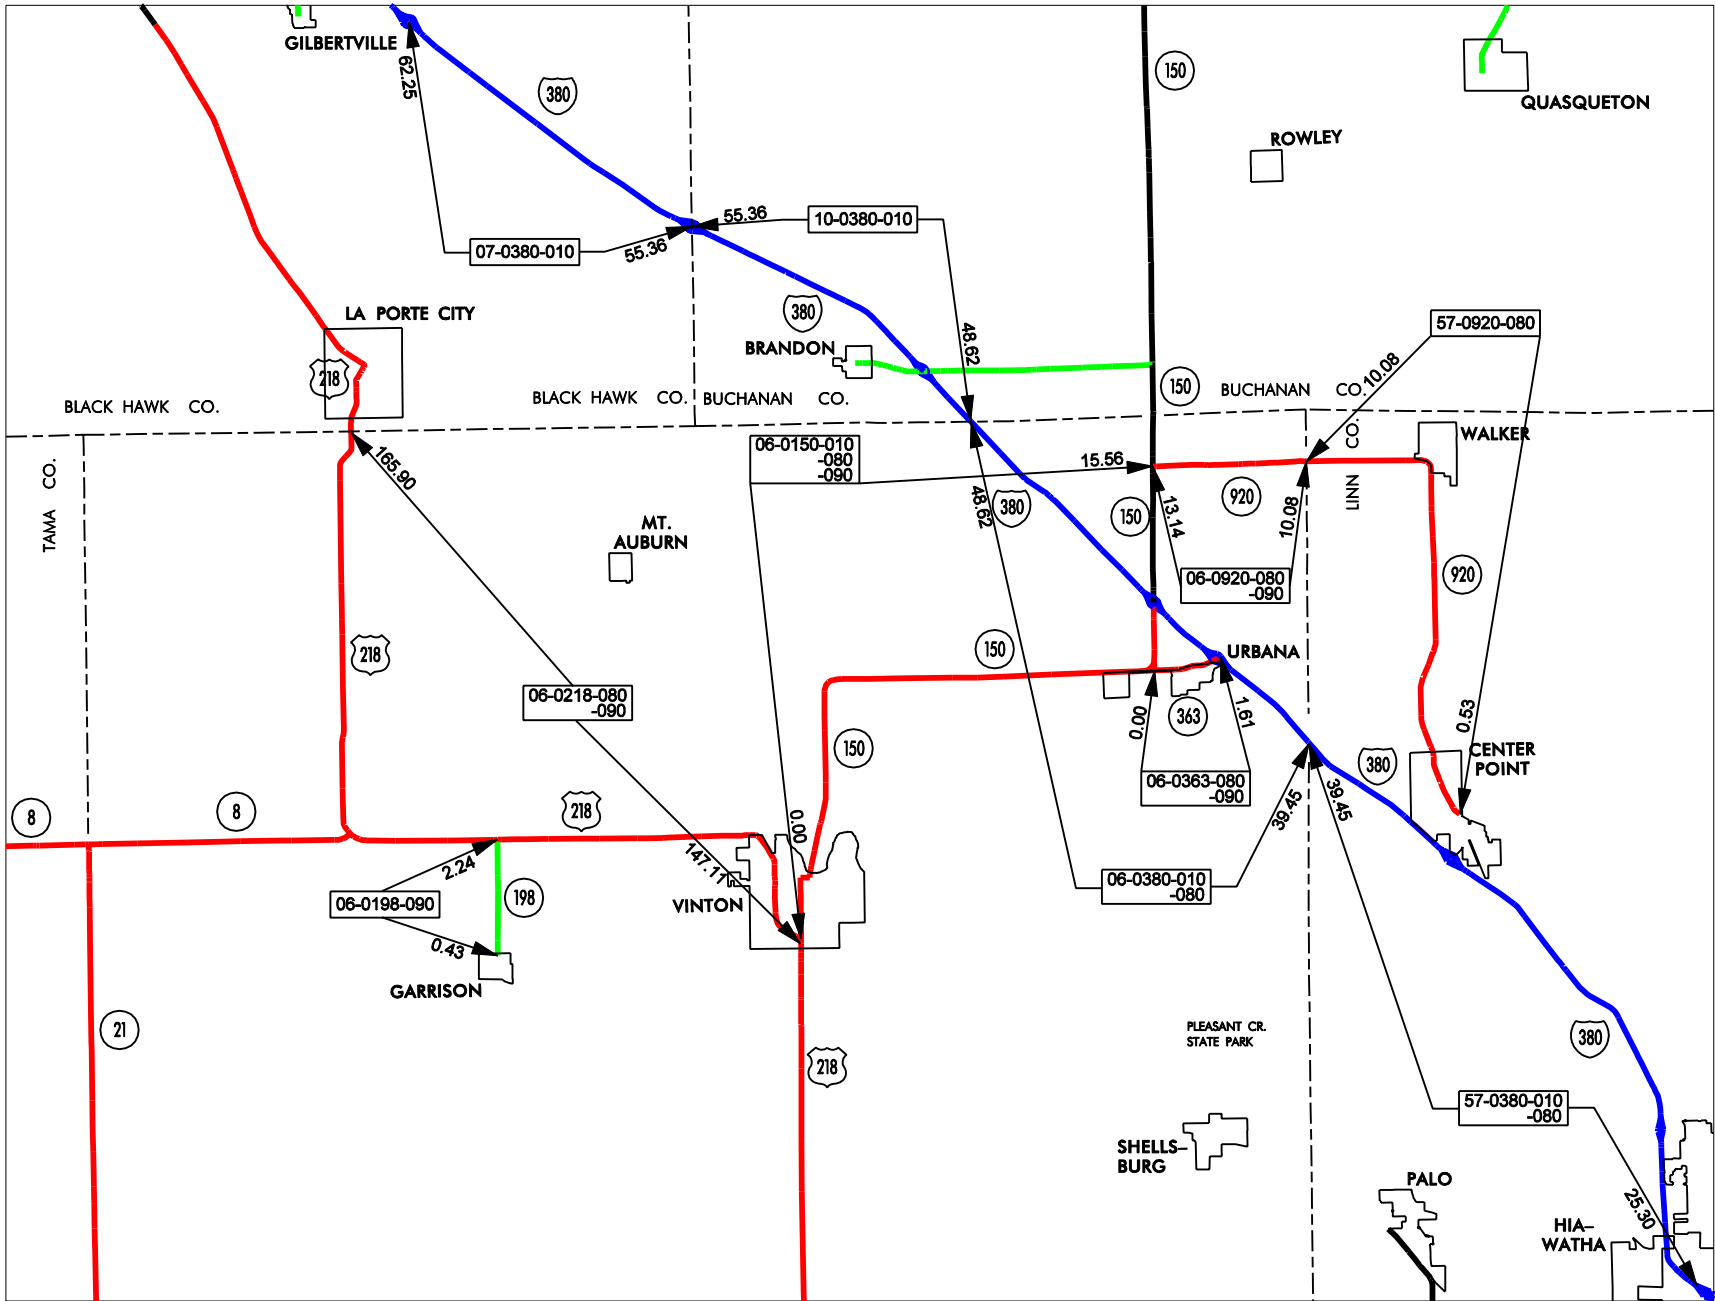 GILBERTVILLE
62.25
380
150
QUASQUETON
ROWLEY
55.36
10-0380-010
07-0380-010
55.36
LA PORTE CITY
380
48.62
57-0920-080
BRANDON
218
150
10.08
BLACK HAWK CO.
BLACK HAWK CO.
BUCHANAN CO.
BUCHANAN CO.
WALKER
LINN CO.
TAMA CO.
165.90
06-0150-010
-080
-090
15.56
48.62
380
150
13.14
920
10.08
MT.
AUBURN
06-0920-080
-090
920
218
150
URBANA
06-0218-080
-090
0.00
363
1.61
0.53
150
CENTER
POINT
380
06-0363-080
-090
39.45
39.45
8
8
218
0.00
147.11
2.24
198
06-0198-090
0.43
VINTON
06-0380-010
-080
GARRISON
21
218
PLEASANT CR.
STATE PARK
380
57-0380-010
-080
SHELLS-
BURG
PALO
25.30
HIA-
WATHA